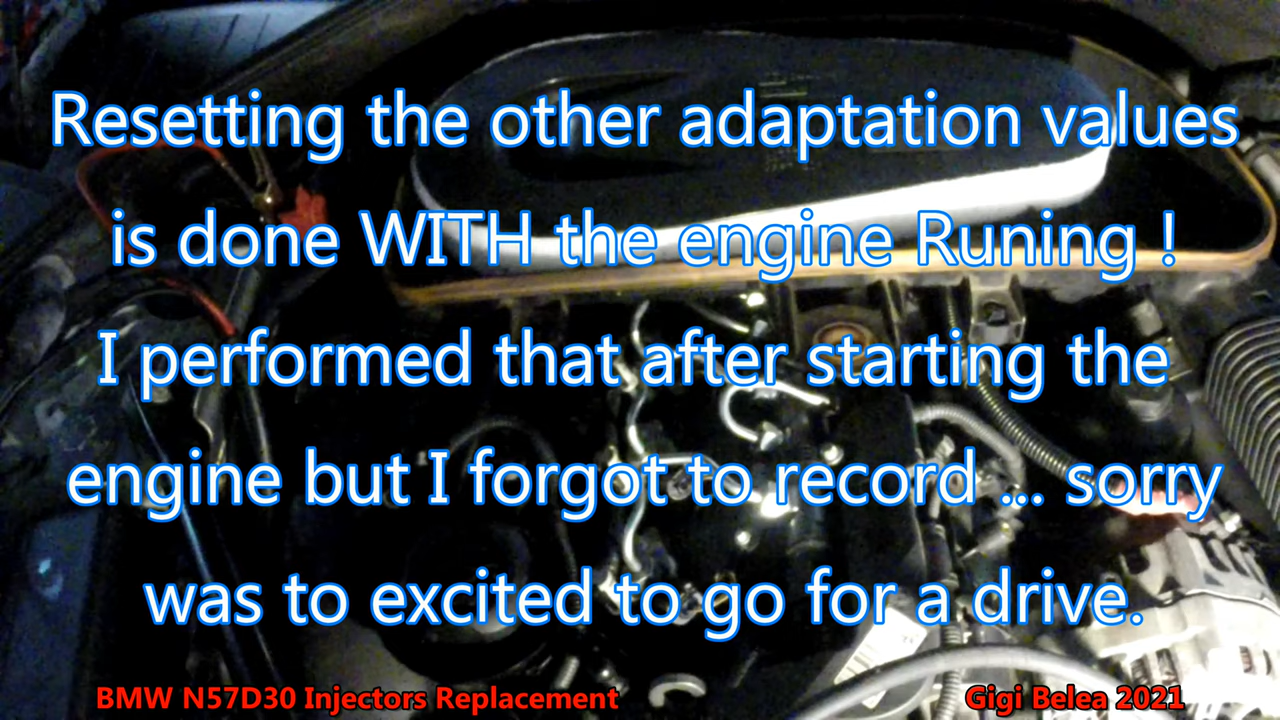 Resetting the other adaptation values
is done WITH the engine Runing !
I performed that after starting the
engine but I forgot to record ... sorry
was to excited to go for a drive.
BMW N57D30 Injectors Replacement
Gigi Belea 2021